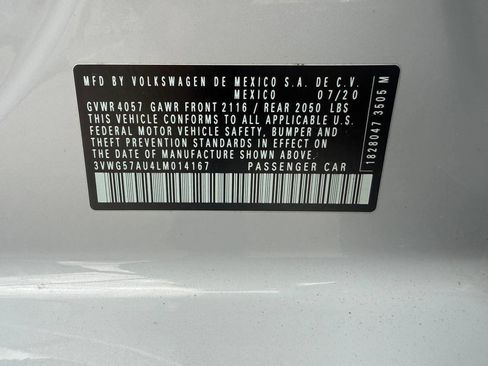 MFD BY VOLKSWAGEN DE MEXICO S.A. DE C.V.
MEXICO 07/20
GVWR 4057 GAWR FRONT 2116 / REAR 2050 LBS
THIS VEHICLE CONFORMS TO ALL APPLICABLE U.S.
FEDERAL MOTOR VEHICLE SAFETY, BUMPER AND
THEFT PREVENTION STANDARDS IN EFFECT ON
THE DATE OF MANUFACTURE SHOWN ABOVE.
3VWG57AU4LM014167 PASSENGER CAR
1828047 3505 M